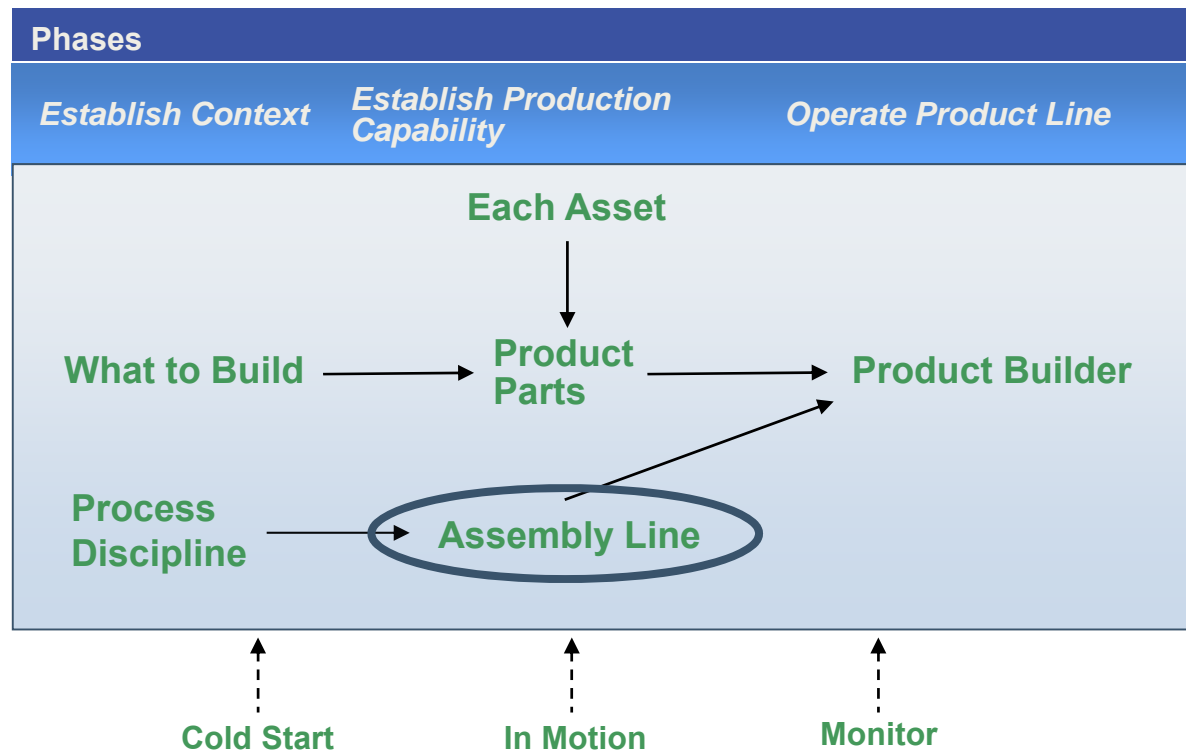 Phases
Establish Context
Establish Production
Capability
Operate Product Line
Each Asset
What to Build
Product
Parts
Product Builder
Process
Discipline
Assembly Line
Cold Start
In Motion
Monitor